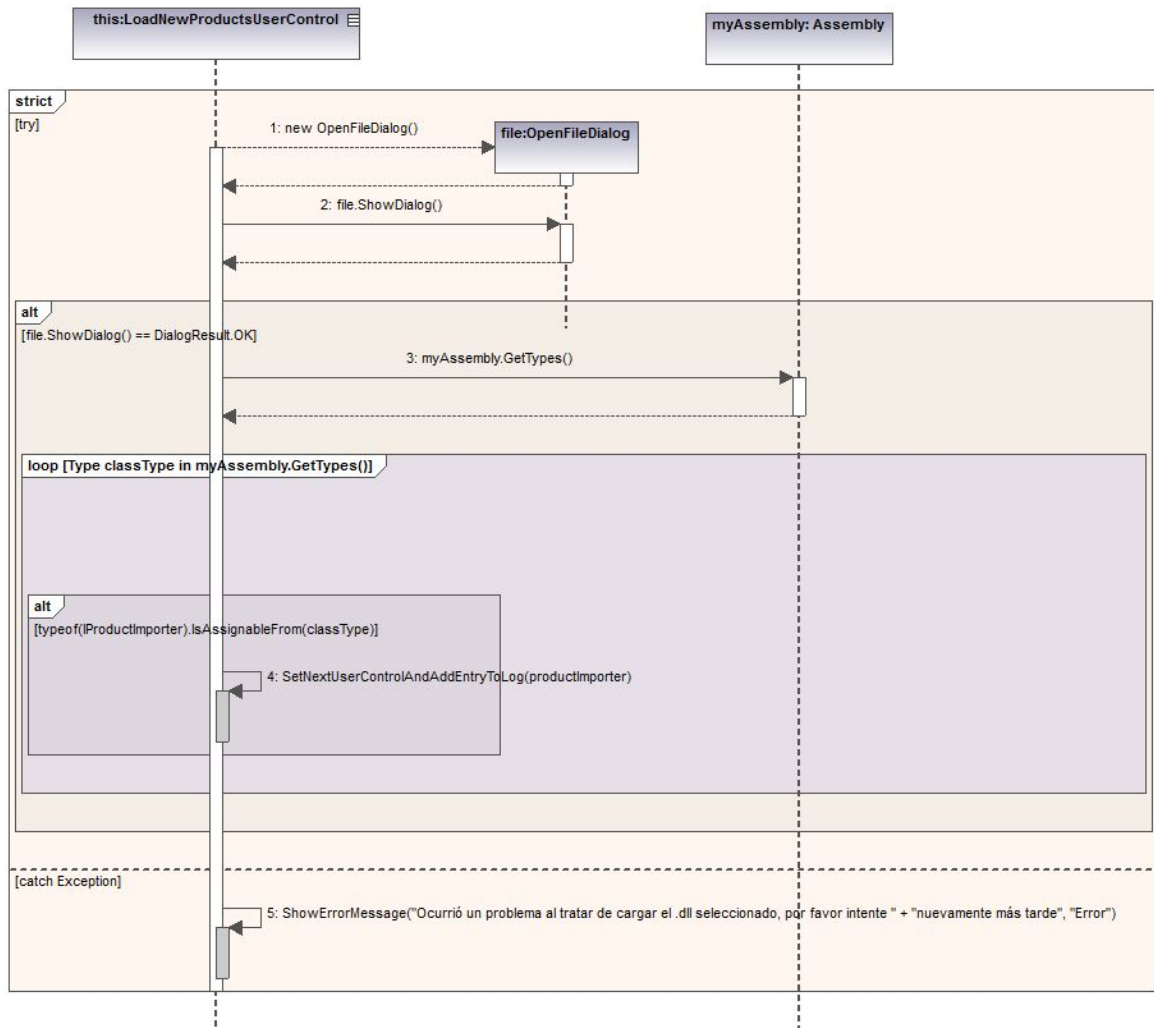 this:LoadNewProductsUserControl
myAssembly: Assembly
strict
[try]
1: new OpenFileDialog()
file:OpenFileDialog
2: file.ShowDialog()
alt
[file.ShowDialog() == DialogResult.OK]
3: myAssembly.GetTypes()
loop [Type classType in myAssembly.GetTypes()]
alt
[typeof(IProductImporter).IsAssignableFrom(classType)]
4: SetNextUserControlAndAddEntryToLog(productImporter)
[catch Exception]
5: ShowErrorMessage("Ocurrió un problema al tratar de cargar el .dll seleccionado, por favor intente " + "nuevamente más tarde", "Error")